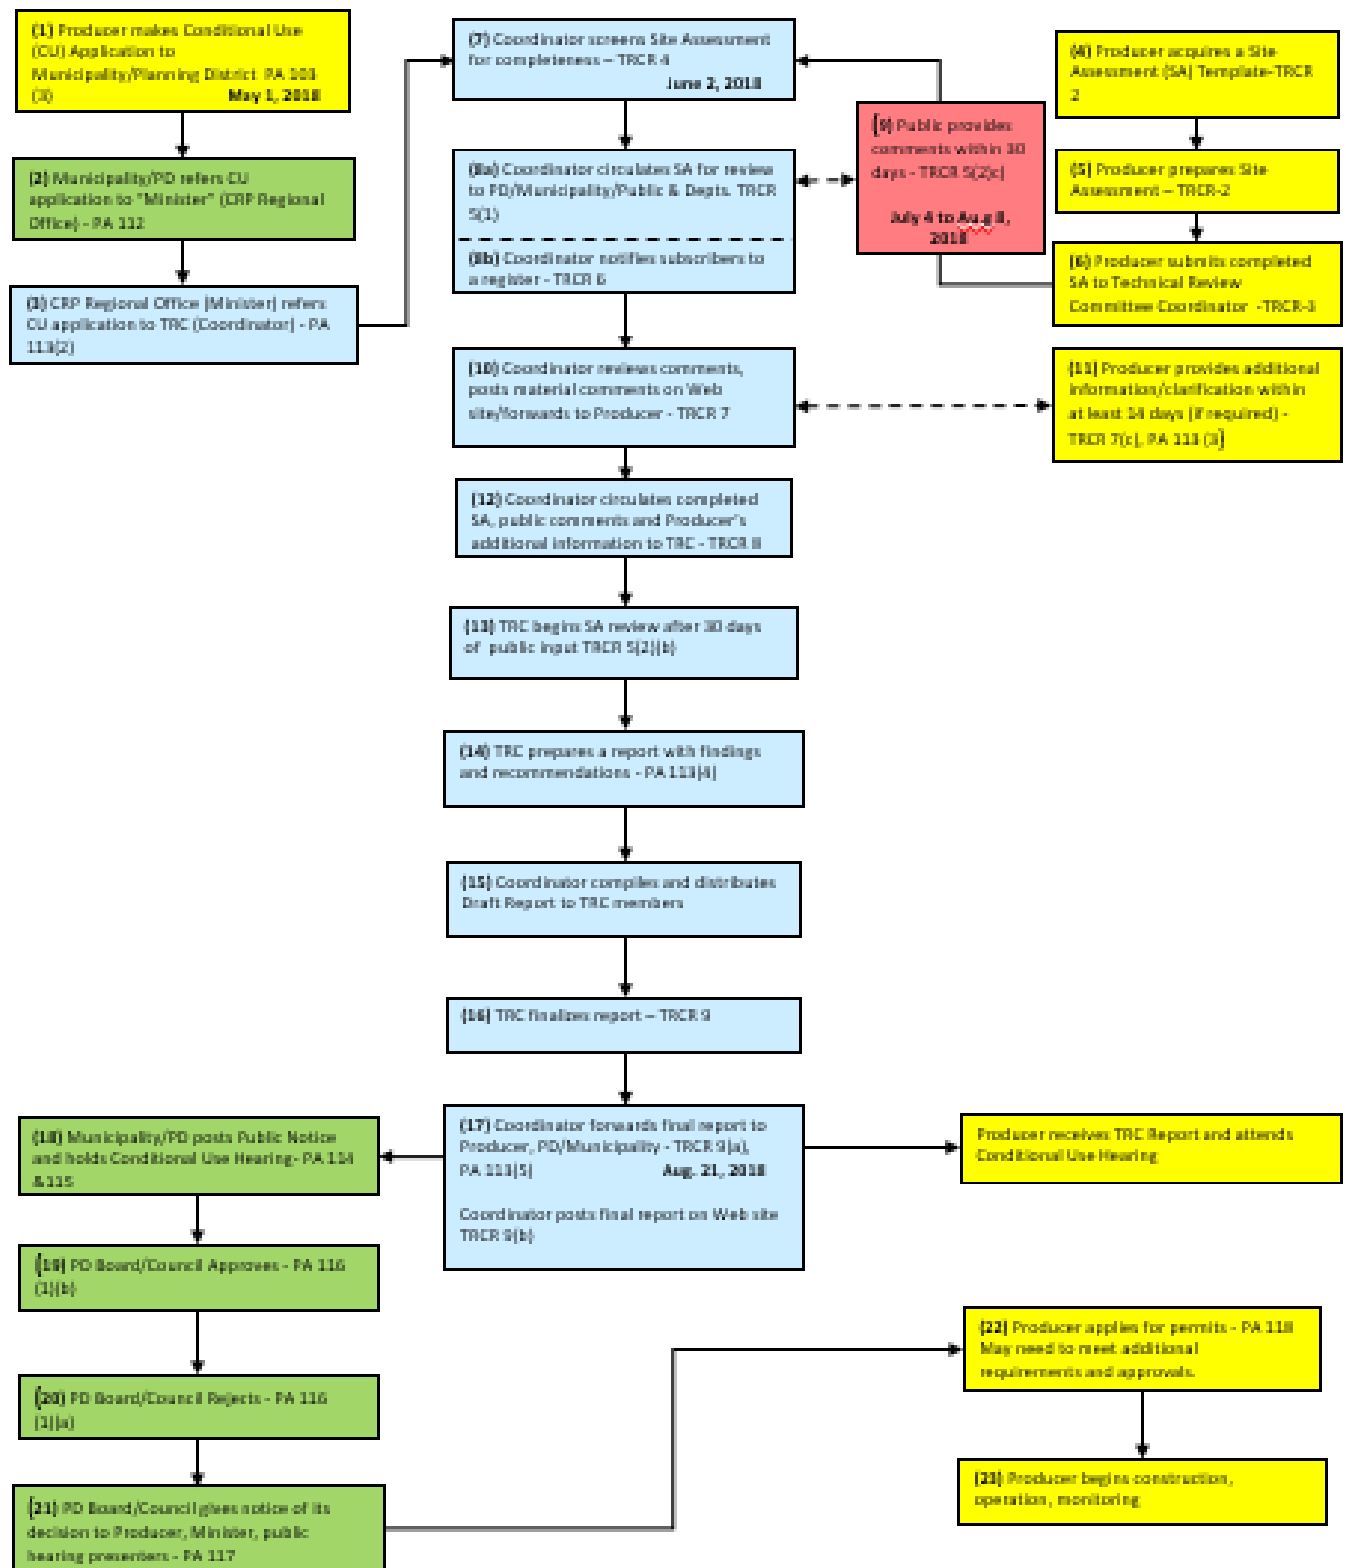 (1) Producer makes Conditional Use
(CU) Application to
Municipality/Planning District PA 103
(3) May 1, 2018
(2) Municipality/PD refers CU
application to "Minister" (CRP Regional
Office) - PA 112
(3) CRP Regional Office (Minister) refers
CU application to TRC (Coordinator) - PA
113(2)
(4) Producer acquires a Site
Assessment (SA) Template-TRCR
2
(5) Producer prepares Site
Assessment – TRCR-2
(6) Producer submits completed
SA to Technical Review
Committee Coordinator -TRCR-3
(7) Coordinator screens Site Assessment
for completeness – TRCR 4
June 2, 2018
(8a) Coordinator circulates SA for review
to PD/Municipality/Public & Depts. TRCR
5(1)
(8b) Coordinator notifies subscribers to
a register - TRCR 6
(9) Public provides
comments within 30
days - TRCR 5(2)c)
July 4 to Aug 8,
2018
(10) Coordinator reviews comments,
posts material comments on Web
site/forwards to Producer - TRCR 7
(11) Producer provides additional
information/clarification within
at least 14 days (if required) -
TRCR 7(c), PA 113 (3)
(12) Coordinator circulates completed
SA, public comments and Producer's
additional information to TRC - TRCR 8
(13) TRC begins SA review after 30 days
of public input TRCR 5(2)(b)
(14) TRC prepares a report with findings
and recommendations - PA 113(4)
(15) Coordinator compiles and distributes
Draft Report to TRC members
(16) TRC finalizes report – TRCR 9
(17) Coordinator forwards final report to
Producer, PD/Municipality - TRCR 9(a),
PA 113(5) Aug. 21, 2018
Coordinator posts final report on Web site
TRCR 9(b)
Producer receives TRC Report and attends
Conditional Use Hearing
(18) Municipality/PD posts Public Notice
and holds Conditional Use Hearing- PA 114
&115
(19) PD Board/Council Approves - PA 116
(1)(b)
(20) PD Board/Council Rejects - PA 116
(1)(a)
(21) PD Board/Council gives notice of its
decision to Producer, Minister, public
hearing presenters - PA 117
(22) Producer applies for permits - PA 118
May need to meet additional
requirements and approvals.
(23) Producer begins construction,
operation, monitoring